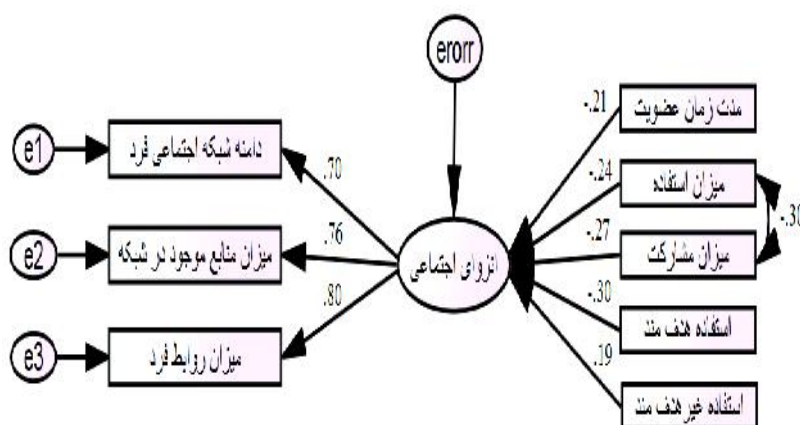 erorr
مدت زمان عضویت
-.21
e1
دامنه شبکه اجتماعی فرد
.70
میزان استفاده
-.24
-.30
e2
میزان منابع موجود در شبکه
.76
انزوای اجتماعی
-.27
میزان مشارکت
-.30
استفاده هدف مند
e3
میزان روابط فرد
.80
.19
استفاده غیر هدف مند